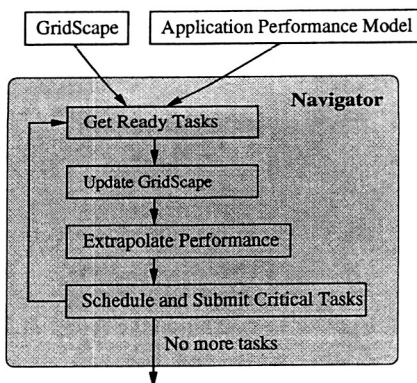 GridScape
Application Performance Model
Navigator
Get Ready Tasks
Update GridScape
Extrapolate Performance
Schedule and Submit Critical Tasks
No more tasks